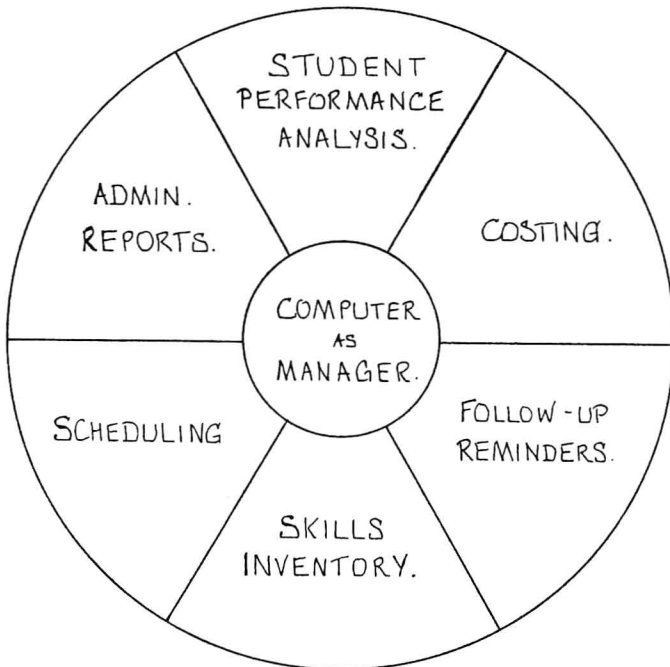 STUDENT
PERFORMANCE
ANALYSIS.
COSTING.
FOLLOW-UP
REMINDERS.
SKILLS
INVENTORY.
SCHEDULING
ADMIN.
REPORTS.
COMPUTER
AS
MANAGER.